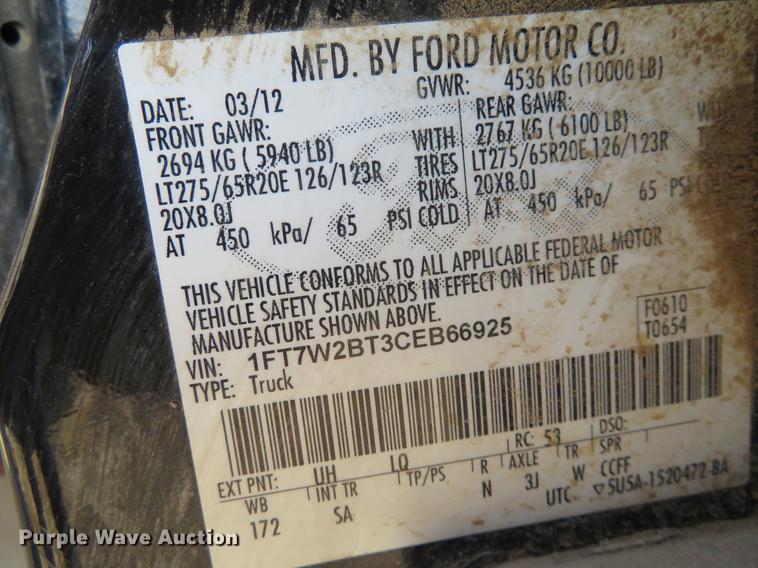 MFD. BY FORD MOTOR CO.
DATE: 03/12 GVWR: 4536 KG (10000 LB)
FRONT GAWR: REAR GAWR:
2694 KG ( 5940 LB) WITH 2767 KG ( 6100 LB) WITH
LT275/65R20E 126/123R TIRES LT275/65R20E 126/123R
20X8.0J RIMS 20X8.0J
AT 450 kPa/ 65 PSI COLD AT 450 kPa/ 65 PSI COLD
THIS VEHICLE CONFORMS TO ALL APPLICABLE FEDERAL MOTOR
VEHICLE SAFETY STANDARDS IN EFFECT ON THE DATE OF
MANUFACTURE SHOWN ABOVE.
VIN: 1FT7W2BT3CEB66925 F0610
TYPE: Truck T0654
EXT PNT: UH LQ RC: 53 DSO:
WB INT TR TP/PS R AXLE TR SPR
172 SA N 3J W CCFF
UTC ▽5U5A-1520472-BA
Purple Wave Auction